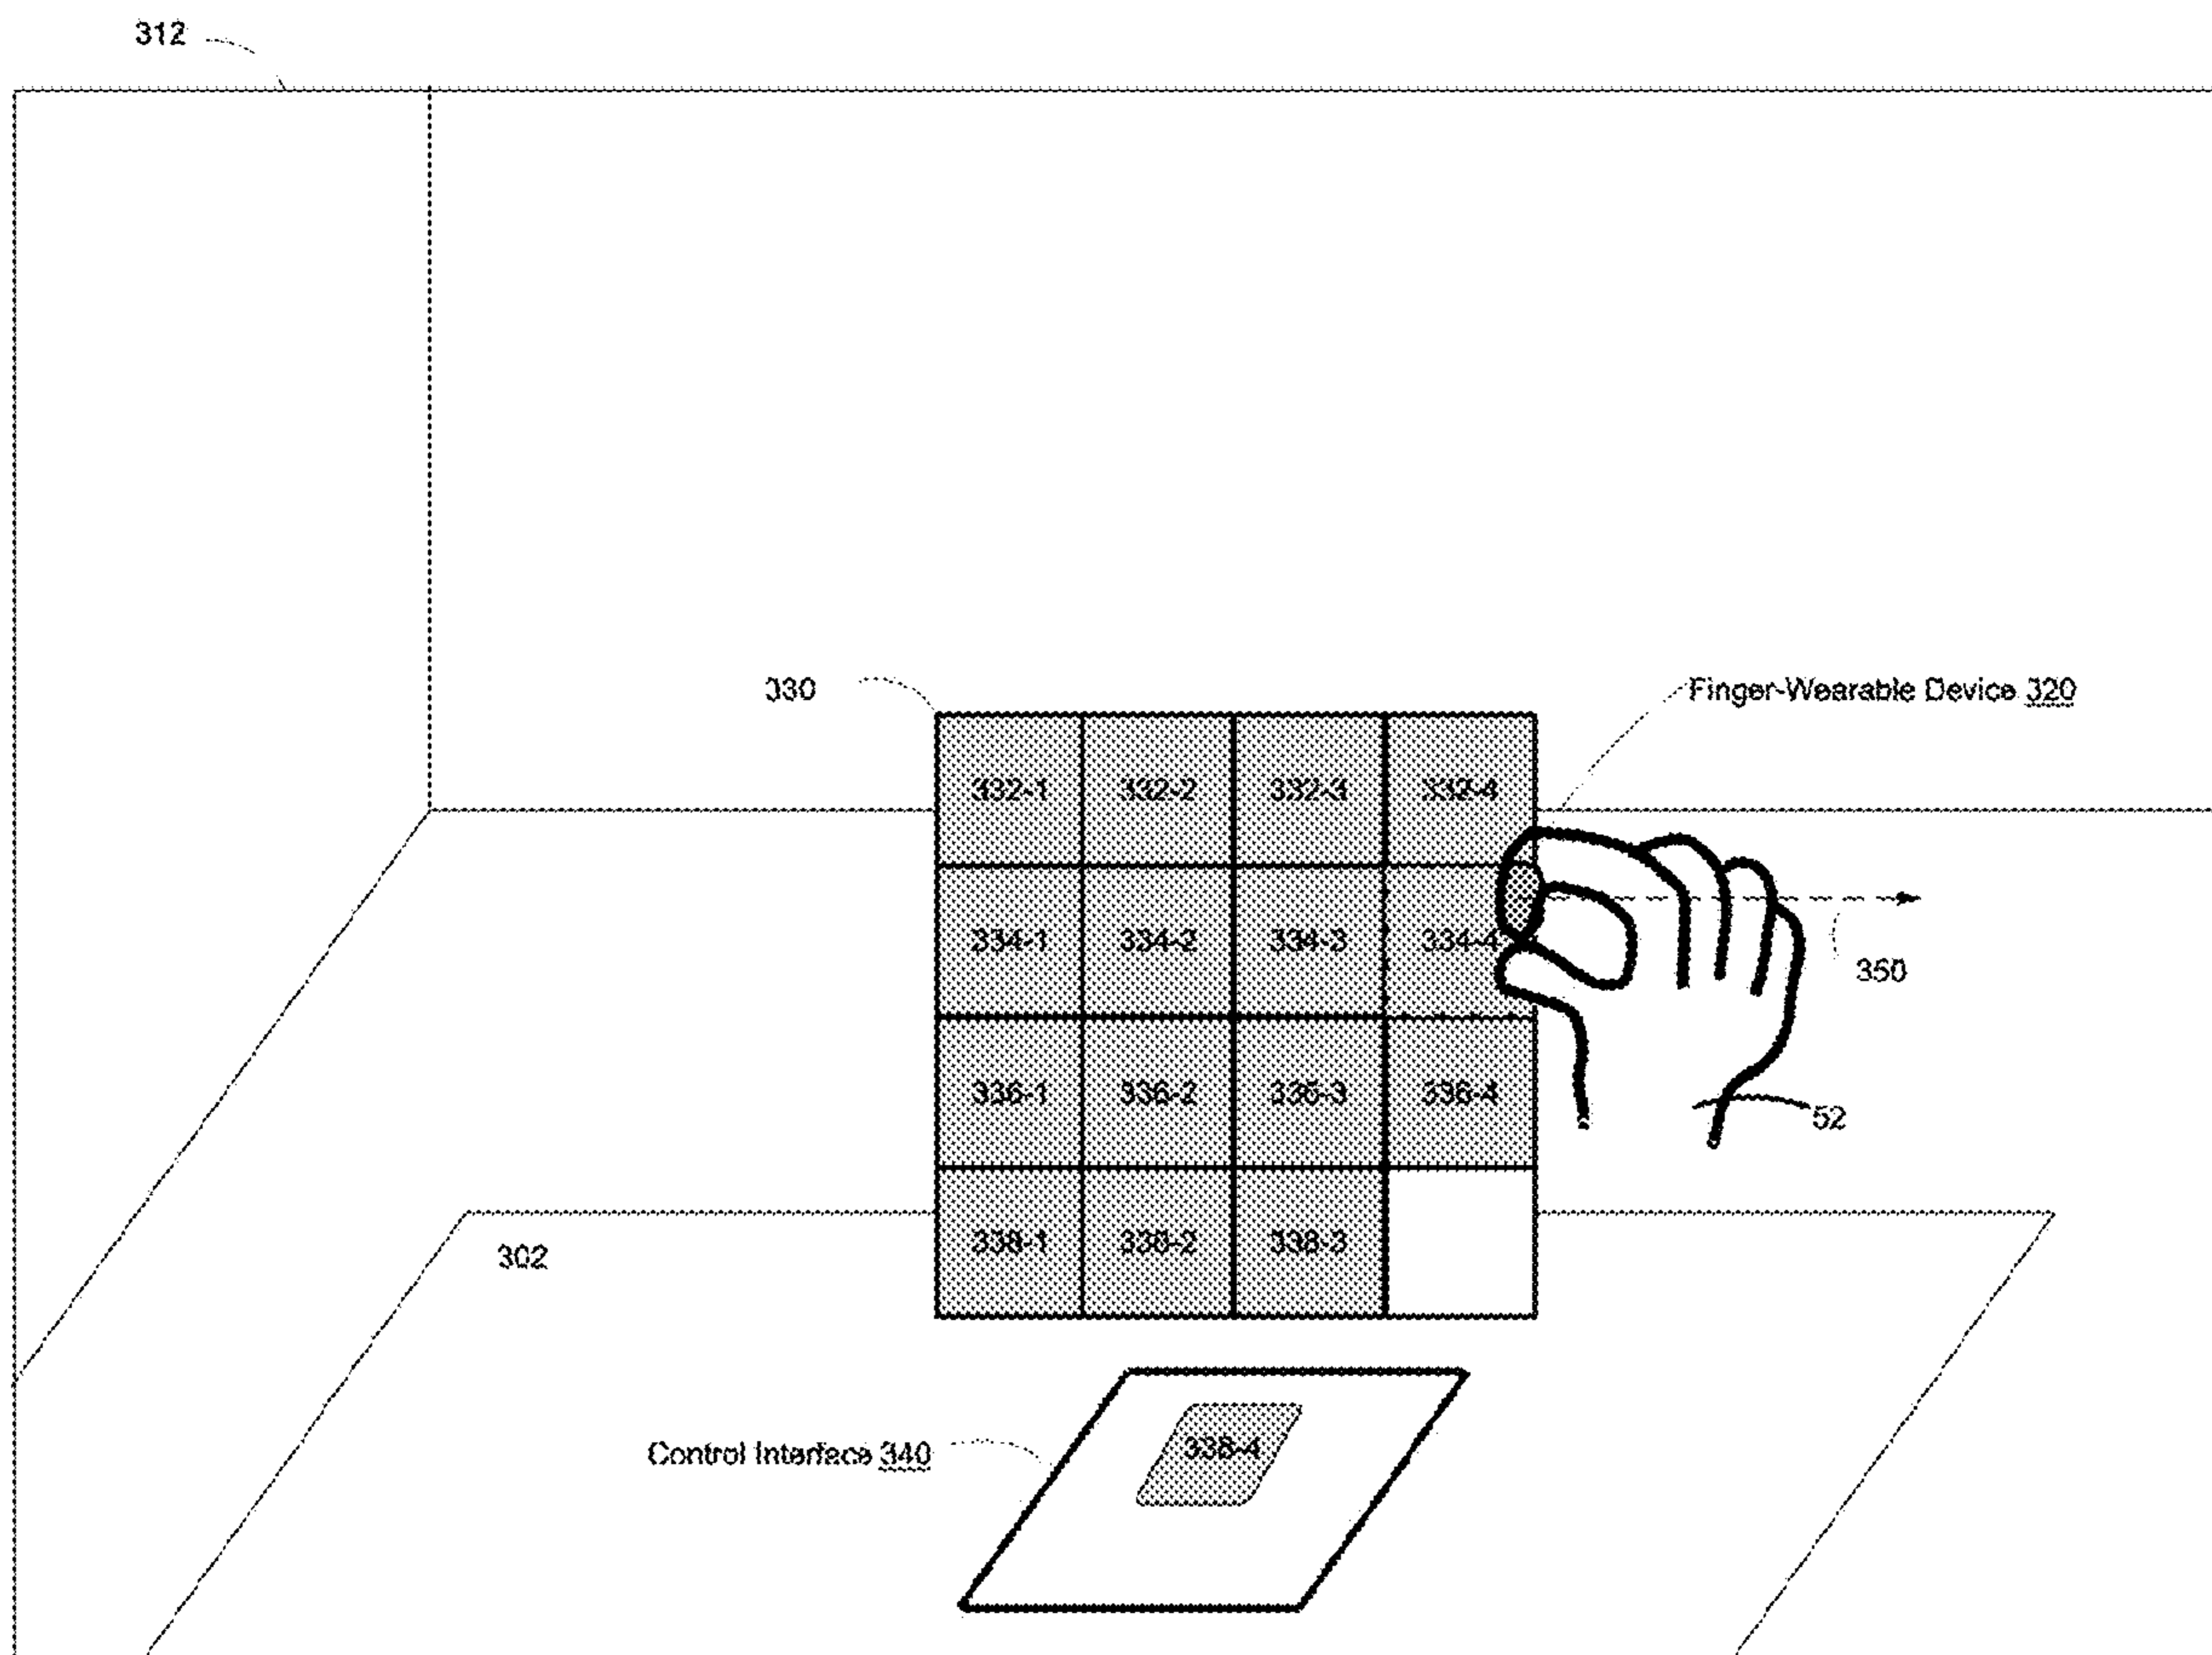 312
330
Finger-Wearable Device 320
332-1 332-2 332-3 332-4
334-1 334-2 334-3 334-4
350
336-1 336-2 336-3 336-4
52
338-1 338-2 338-3
302
338-4
Control Interface 340